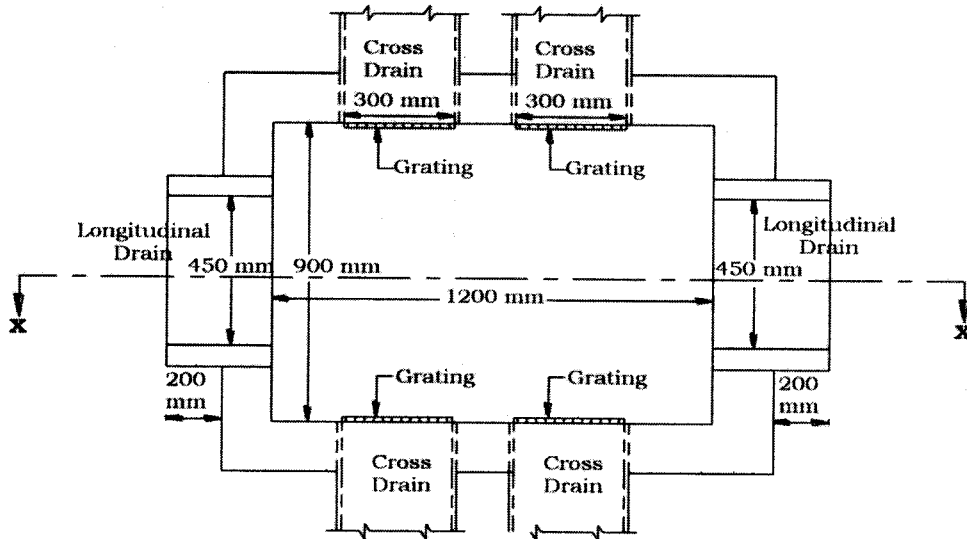 Cross
Drain
Cross
Drain
300 mm
300 mm
Grating
Grating
Longitudinal
Drain
Longitudinal
Drain
450 mm
900 mm
450 mm
1200 mm
X
X
200
mm
Grating
Grating
200
mm
Cross
Drain
Cross
Drain